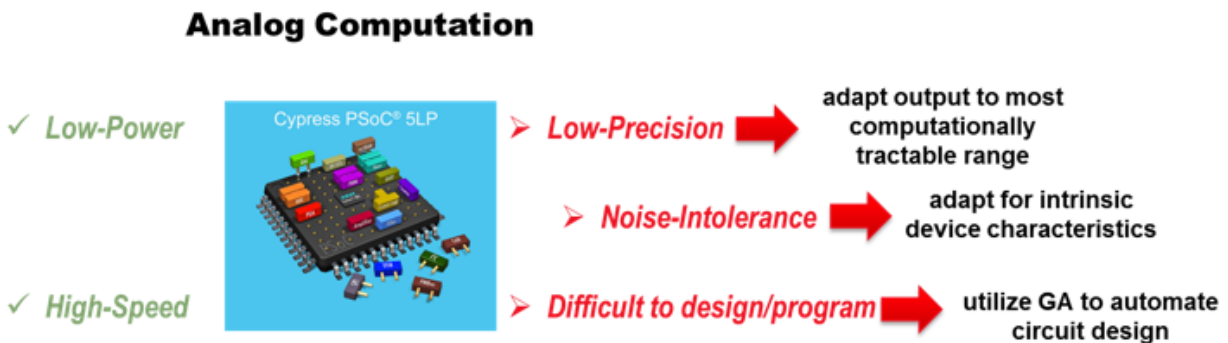 Analog Computation
✓ Low-Power
Cypress PSoC® 5LP
➢ Low-Precision
adapt output to most
computationally
tractable range
➢ Noise-Intolerance
adapt for intrinsic
device characteristics
✓ High-Speed
➢ Difficult to design/program
utilize GA to automate
circuit design